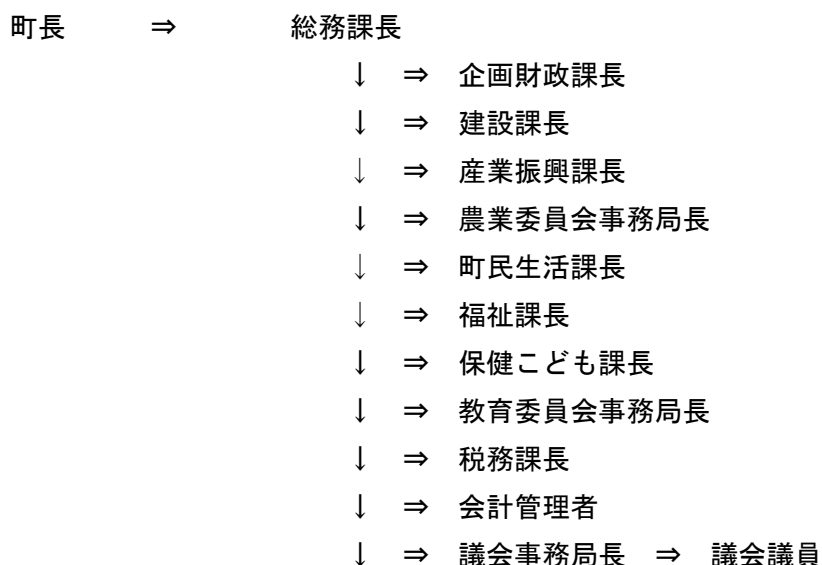 町長 ⇒ 総務課長
↓ ⇒ 企画財政課長
↓ ⇒ 建設課長
↓ ⇒ 産業振興課長
↓ ⇒ 農業委員会事務局長
↓ ⇒ 町民生活課長
↓ ⇒ 福祉課長
↓ ⇒ 保健こども課長
↓ ⇒ 教育委員会事務局長
↓ ⇒ 税務課長
↓ ⇒ 会計管理者
↓ ⇒ 議会事務局長 ⇒ 議会議員